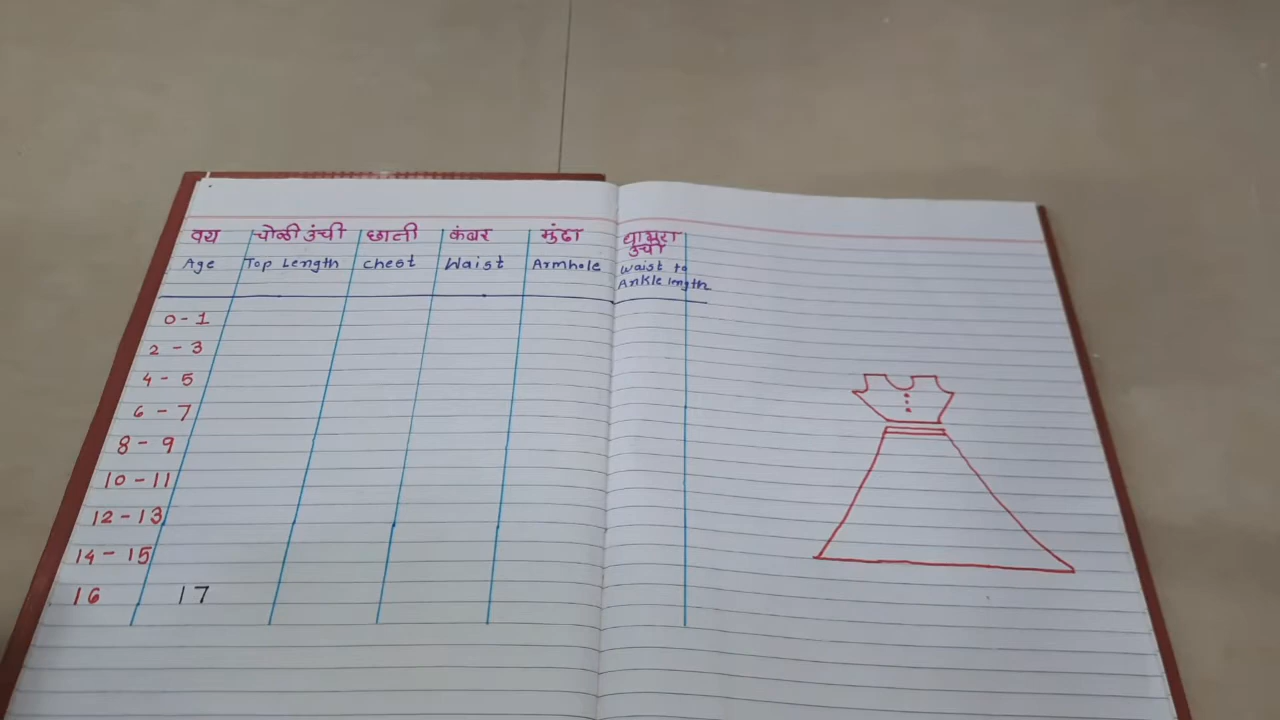 वय चोळी उंची छाती कंबर मुंढा घाघरा
उंची
Age Top Length chest Waist Armhole Waist to
Ankle length
0 - 1
2 - 3
4 - 5
6 - 7
8 - 9
10 - 11
12 - 13
14 - 15
16 17